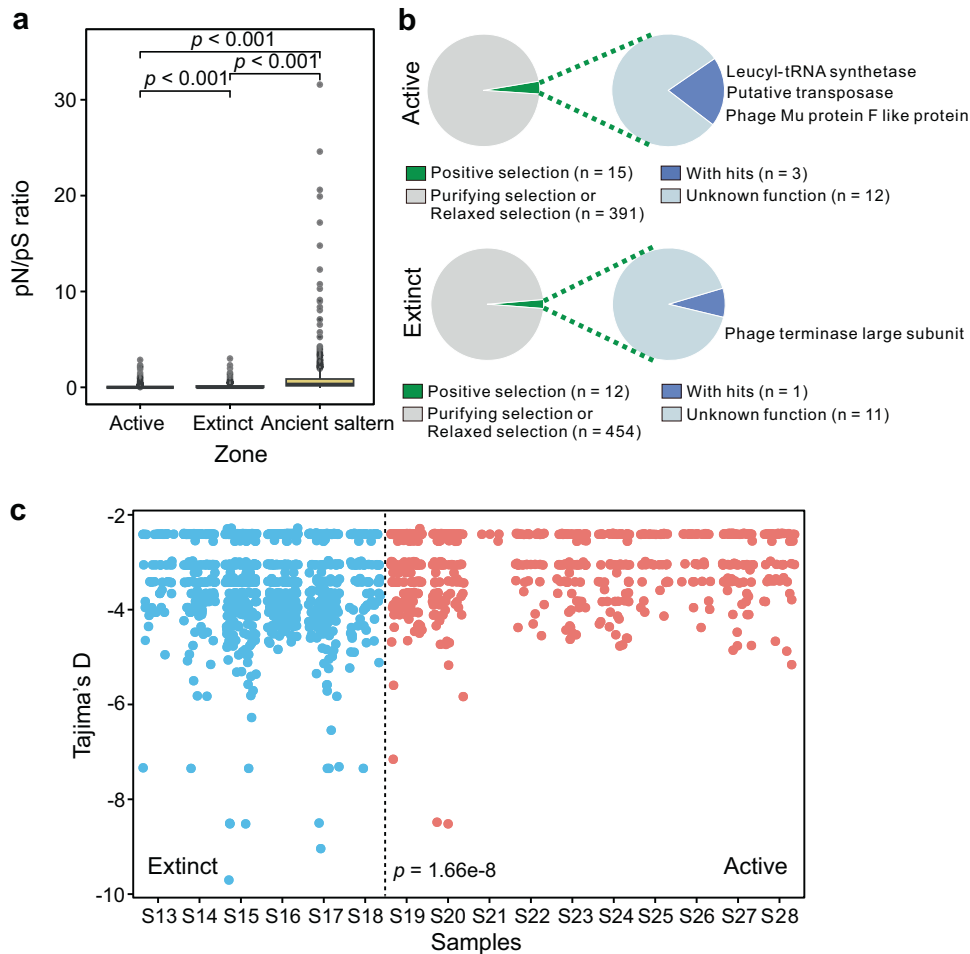 a
p < 0.001
p < 0.001
p < 0.001
pN/pS ratio
30
20
10
0
Active
Extinct
Ancient saltern
Zone
b
Active
Leucyl-tRNA synthetase
Putative transposase
Phage Mu protein F like protein
Positive selection (n = 15)
Purifying selection or
Relaxed selection (n = 391)
With hits (n = 3)
Unknown function (n = 12)
Extinct
Phage terminase large subunit
Positive selection (n = 12)
Purifying selection or
Relaxed selection (n = 454)
With hits (n = 1)
Unknown function (n = 11)
c
Tajima's D
-2
-4
-6
-8
-10
Extinct
p = 1.66e-8
Active
S13 S14 S15 S16 S17 S18 S19 S20 S21 S22 S23 S24 S25 S26 S27 S28
Samples